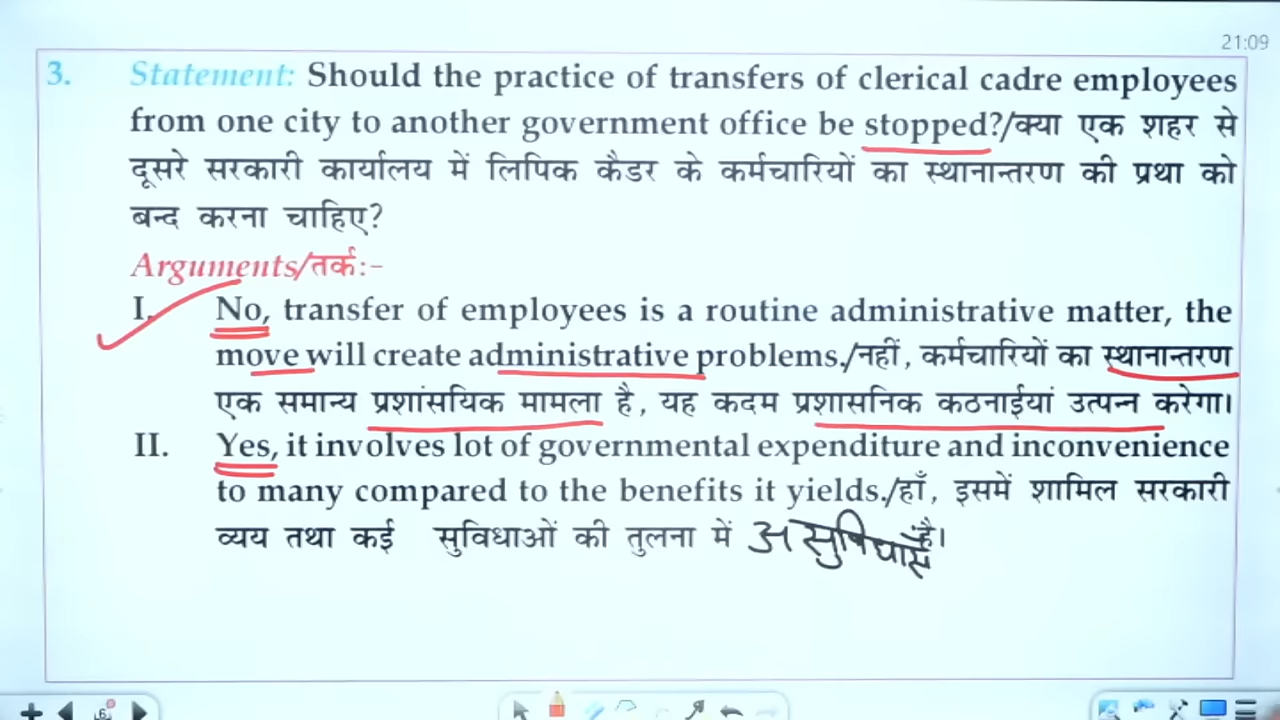 21:09
3. Statement: Should the practice of transfers of clerical cadre employees
from one city to another government office be stopped?/क्या एक शहर से
दूसरे सरकारी कार्यालय में लिपिक कैडर के कर्मचारियों का स्थानान्तरण की प्रथा को
बन्द करना चाहिए?
Arguments/तर्क:-
I. No, transfer of employees is a routine administrative matter, the
move will create administrative problems./नहीं, कर्मचारियों का स्थानान्तरण
एक समान्य प्रशांसयिक मामला है, यह कदम प्रशासनिक कठनाईयां उत्पन्न करेगा।
II. Yes, it involves lot of governmental expenditure and inconvenience
to many compared to the benefits it yields./हाँ, इसमें शामिल सरकारी
व्यय तथा कई सुविधाओं की तुलना में असुविधाएँ है।